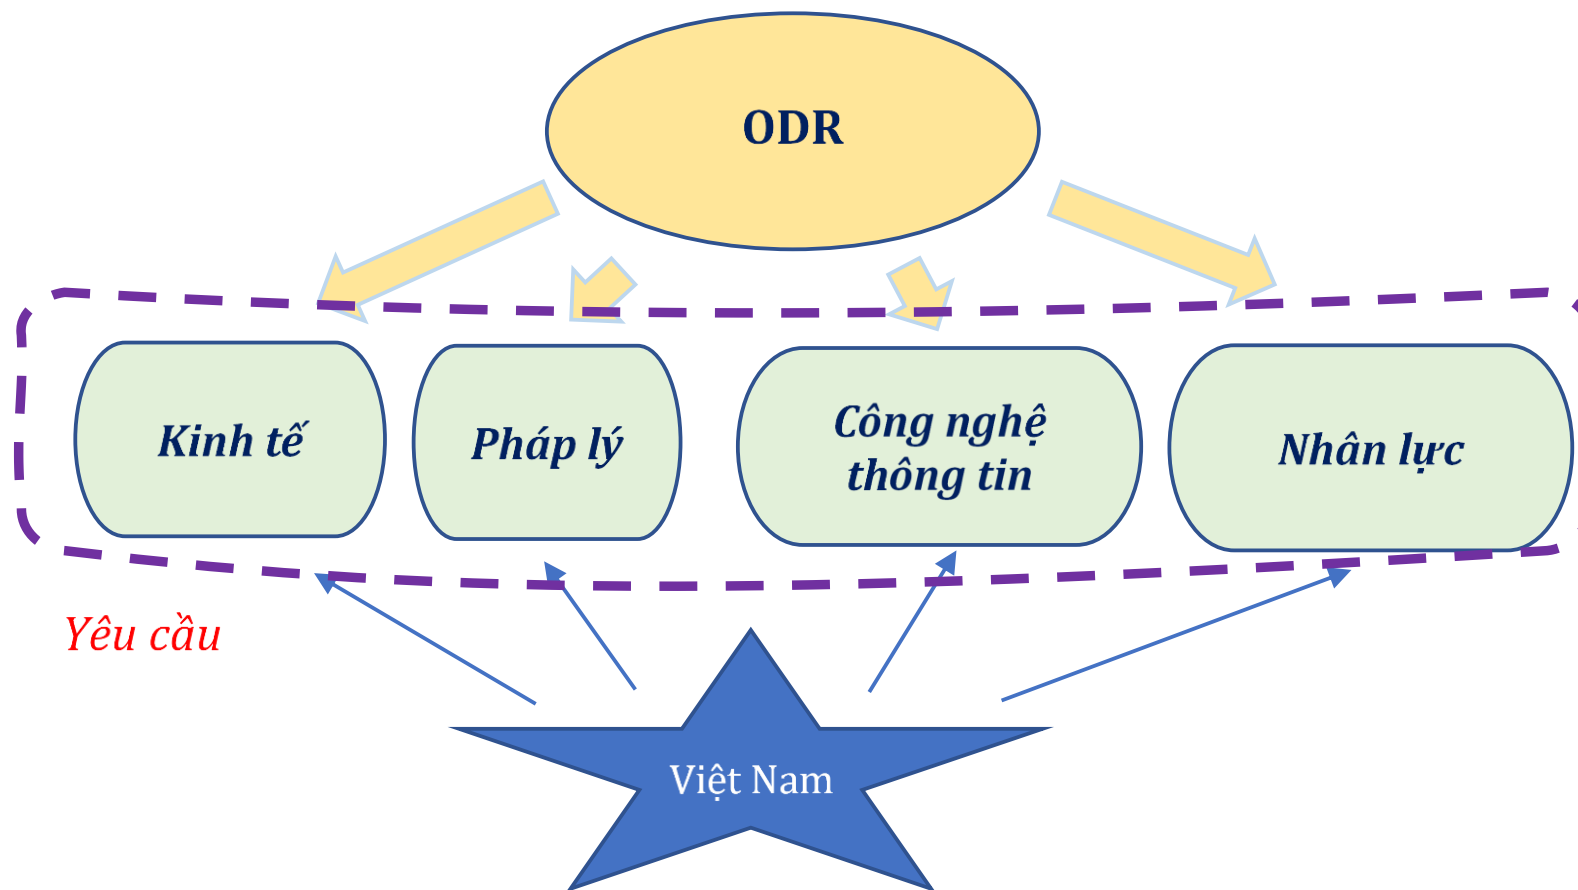 ODR
Kinh tế
Pháp lý
Công nghệ
thông tin
Nhân lực
Yêu cầu
Việt Nam